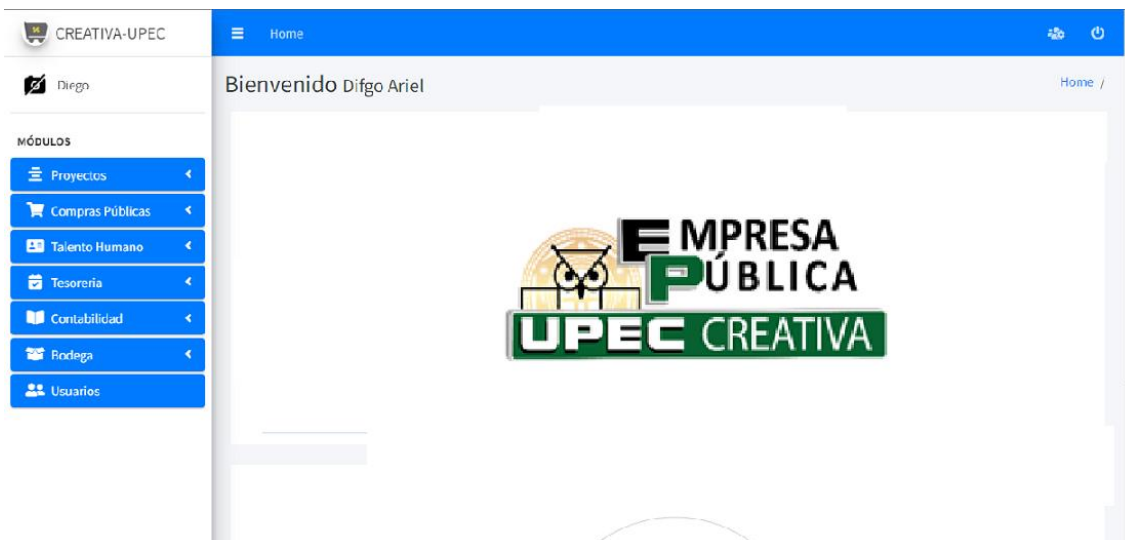 CREATIVA-UPEC
Home
Diego
Bienvenido Difgo Ariel
Home /
MÓDULOS
Proyectos
Compras Públicas
Talento Humano
Tesoreria
Contabilidad
Bodega
Usuarios
EMPRESA
PÚBLICA
UPEC CREATIVA